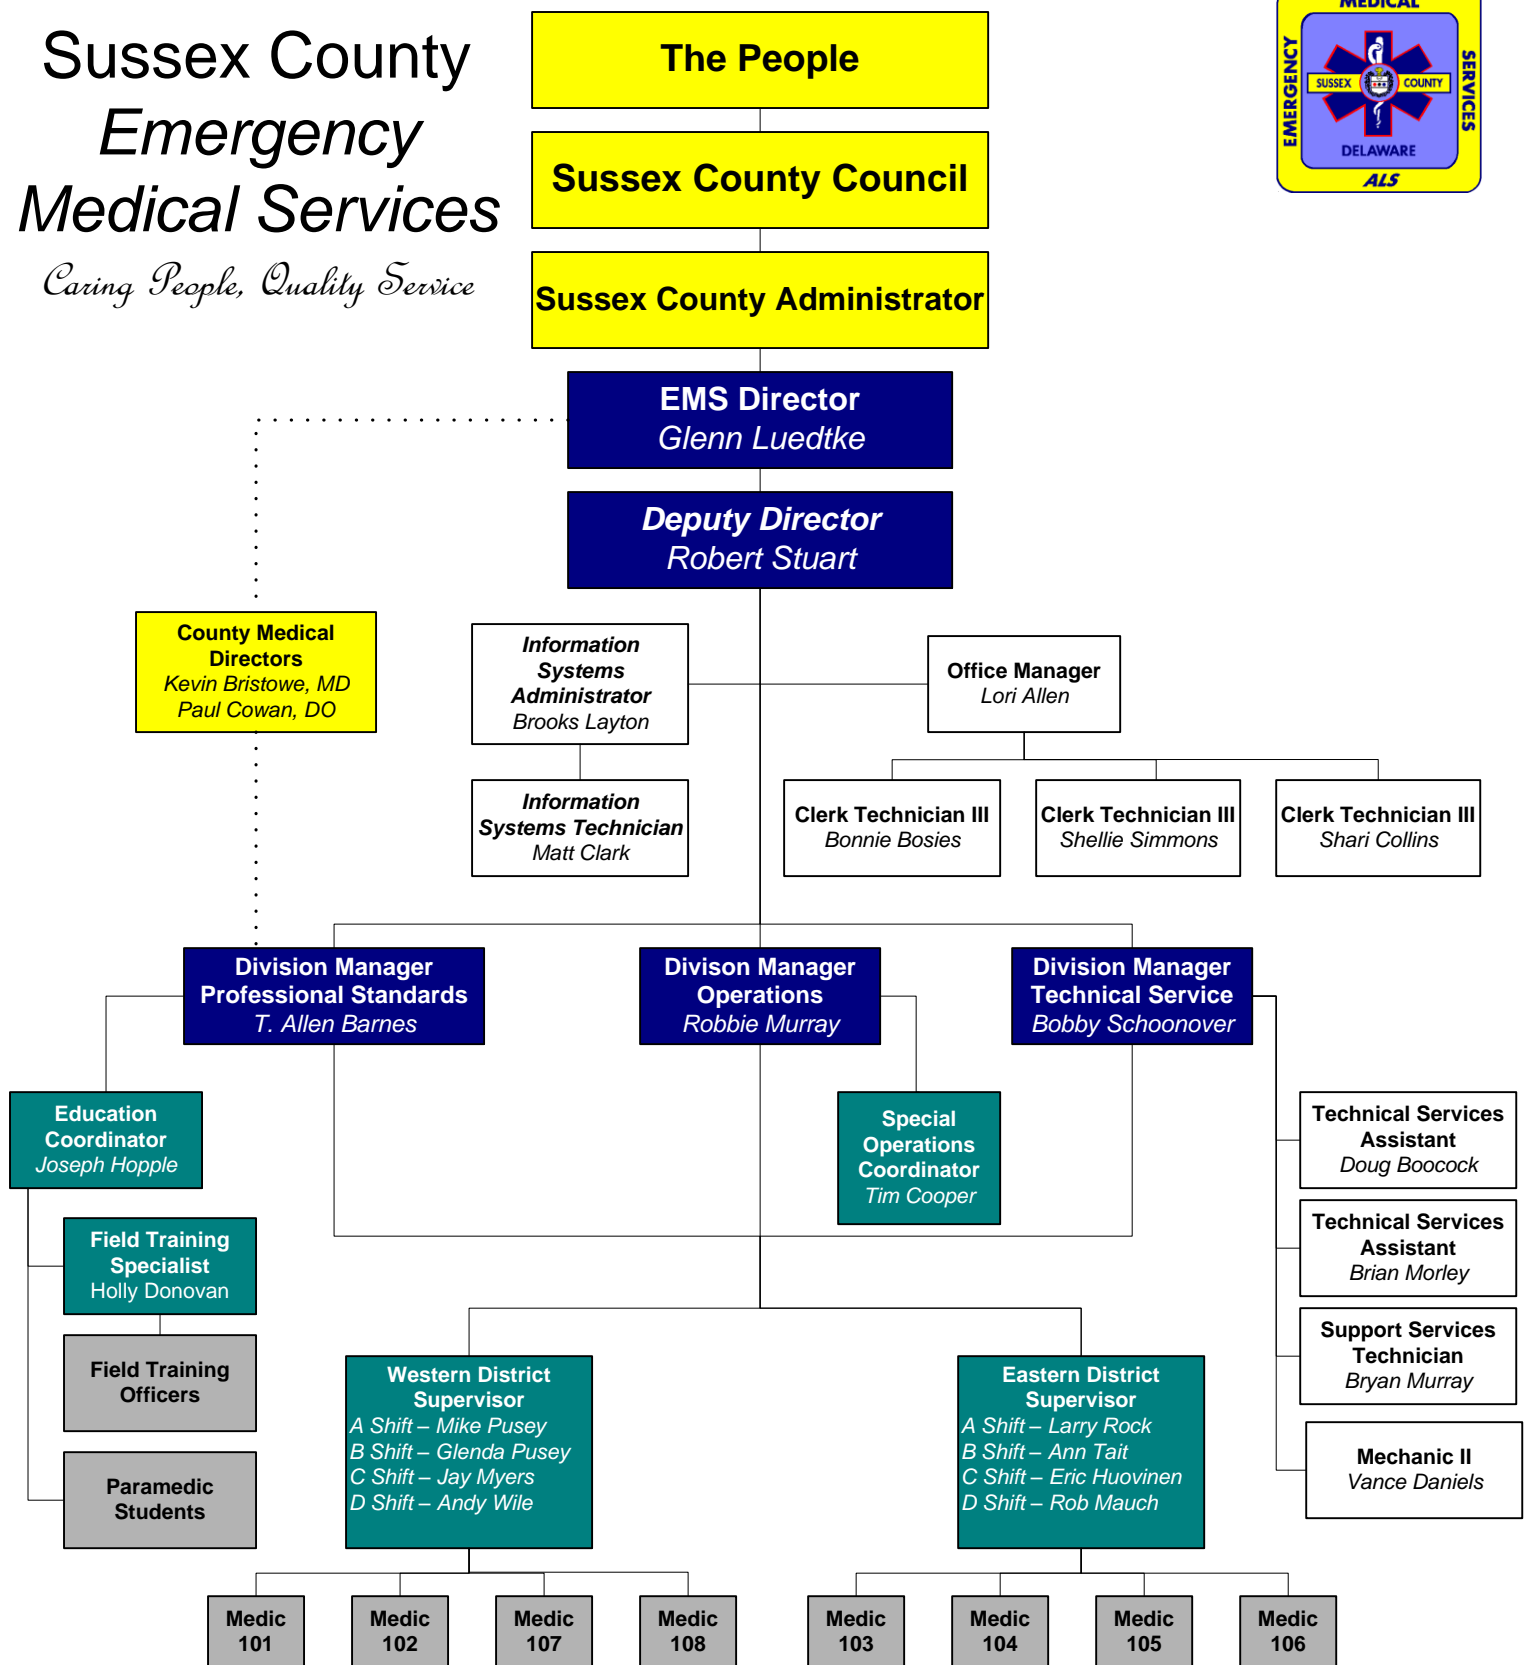 Sussex County
Emergency
Medical Services
Caring People, Quality Service
The People
Sussex County Council
Sussex County Administrator
MEDICAL
EMERGENCY
SERVICES
SUSSEX
COUNTY
DELAWARE
ALS
EMS Director
Glenn Luedtke
Deputy Director
Robert Stuart
County Medical
Directors
Kevin Bristowe, MD
Paul Cowan, DO
Information
Systems
Administrator
Brooks Layton
Office Manager
Lori Allen
Information
Systems Technician
Matt Clark
Clerk Technician III
Bonnie Bosies
Clerk Technician III
Shellie Simmons
Clerk Technician III
Shari Collins
Division Manager
Professional Standards
T. Allen Barnes
Divison Manager
Operations
Robbie Murray
Division Manager
Technical Service
Bobby Schoonover
Education
Coordinator
Joseph Hopple
Special
Operations
Coordinator
Tim Cooper
Technical Services
Assistant
Doug Boocock
Field Training
Specialist
Holly Donovan
Technical Services
Assistant
Brian Morley
Field Training
Officers
Support Services
Technician
Bryan Murray
Western District
Supervisor
A Shift – Mike Pusey
B Shift – Glenda Pusey
C Shift – Jay Myers
D Shift – Andy Wile
Eastern District
Supervisor
A Shift – Larry Rock
B Shift – Ann Tait
C Shift – Eric Huovinen
D Shift – Rob Mauch
Paramedic
Students
Mechanic II
Vance Daniels
Medic
101
Medic
102
Medic
107
Medic
108
Medic
103
Medic
104
Medic
105
Medic
106